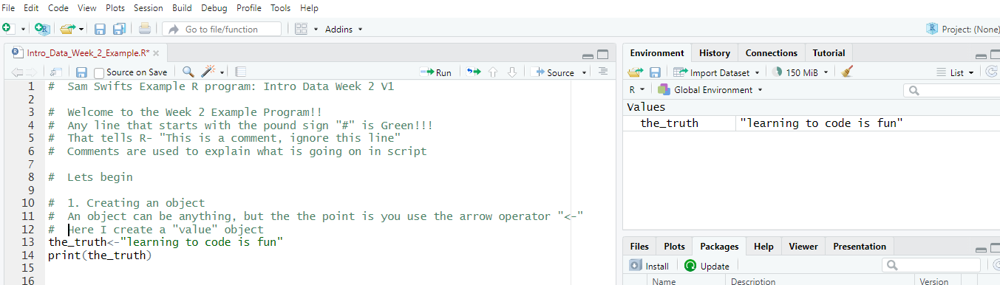 File Edit Code View Plots Session Build Debug Profile Tools Help
Go to file/function Addins Project: (None)
Intro_Data_Week_2_Example.R*
Source on Save Run Source
1 # Sam Swifts Example R program: Intro Data Week 2 V1
2
3 # Welcome to the Week 2 Example Program!!
4 # Any line that starts with the pound sign "#" is Green!!!
5 # That tells R- "This is a comment, ignore this line"
6 # Comments are used to explain what is going on in script
7
8 # Lets begin
9
10 # 1. Creating an object
11 # An object can be anything, but the the point is you use the arrow operator "<-"
12 # Here I create a "value" object
13 the_truth<-"learning to code is fun"
14 print(the_truth)
15
16
Environment History Connections Tutorial
Import Dataset 150 MiB List
R Global Environment
Values
the_truth "learning to code is fun"
Files Plots Packages Help Viewer Presentation
Install Update
Name Description Version